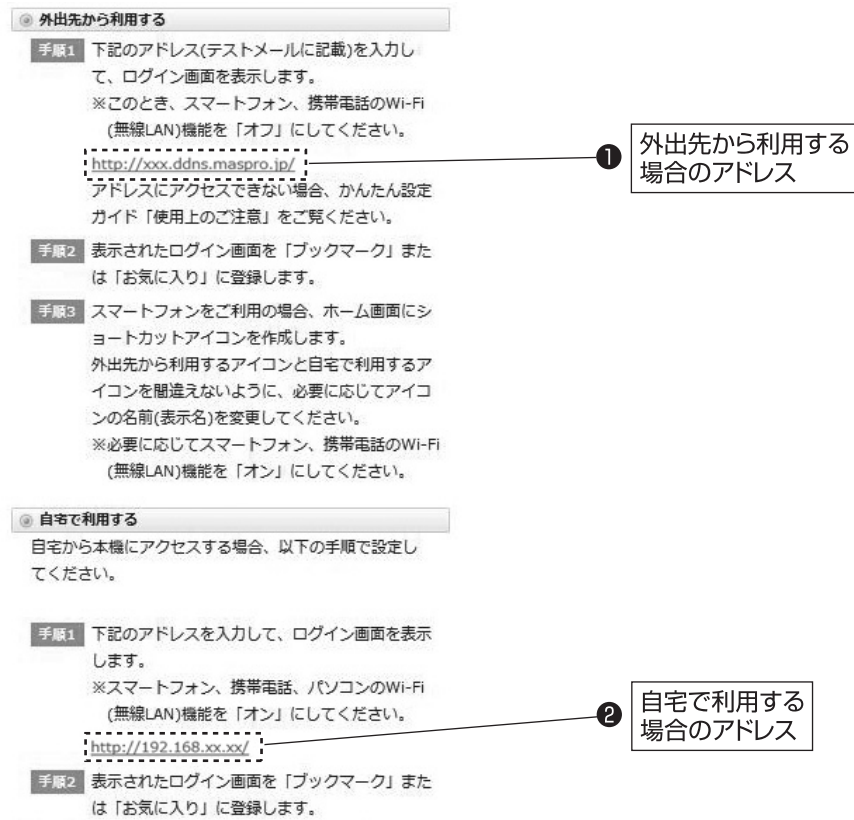 外出先から利用する
手順1 下記のアドレス(テストメールに記載)を入力し
て、ログイン画面を表示します。
※このとき、スマートフォン、携帯電話のWi-Fi
(無線LAN)機能を「オフ」にしてください。
http://xxx.ddns.maspro.jp/
❶ 外出先から利用する
場合のアドレス
アドレスにアクセスできない場合、かんたん設定
ガイド「使用上のご注意」をご覧ください。
手順2 表示されたログイン画面を「ブックマーク」また
は「お気に入り」に登録します。
手順3 スマートフォンをご利用の場合、ホーム画面にシ
ョートカットアイコンを作成します。
外出先から利用するアイコンと自宅で利用するア
イコンを間違えないように、必要に応じてアイコ
ンの名前(表示名)を変更してください。
※必要に応じてスマートフォン、携帯電話のWi-Fi
(無線LAN)機能を「オン」にしてください。
自宅で利用する
自宅から本機にアクセスする場合、以下の手順で設定し
てください。
手順1 下記のアドレスを入力して、ログイン画面を表示
します。
※スマートフォン、携帯電話、パソコンのWi-Fi
(無線LAN)機能を「オン」にしてください。
http://192.168.xx.xx/
❷ 自宅で利用する
場合のアドレス
手順2 表示されたログイン画面を「ブックマーク」また
は「お気に入り」に登録します。